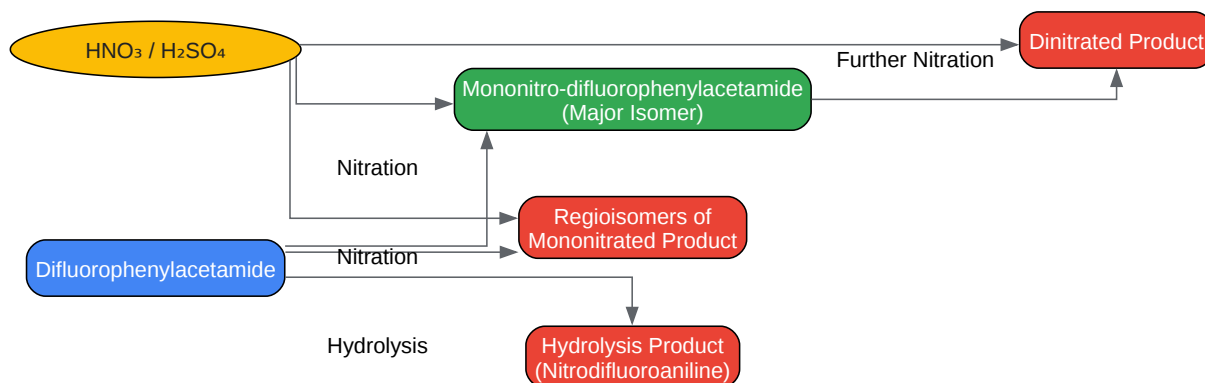 HNO₃ / H₂SO₄
Dinitrated Product
Further Nitration
Mononitro-difluorophenylacetamide
(Major Isomer)
Nitration
Regioisomers of
Mononitrated Product
Nitration
Difluorophenylacetamide
Hydrolysis
Hydrolysis Product
(Nitrodifluoroaniline)